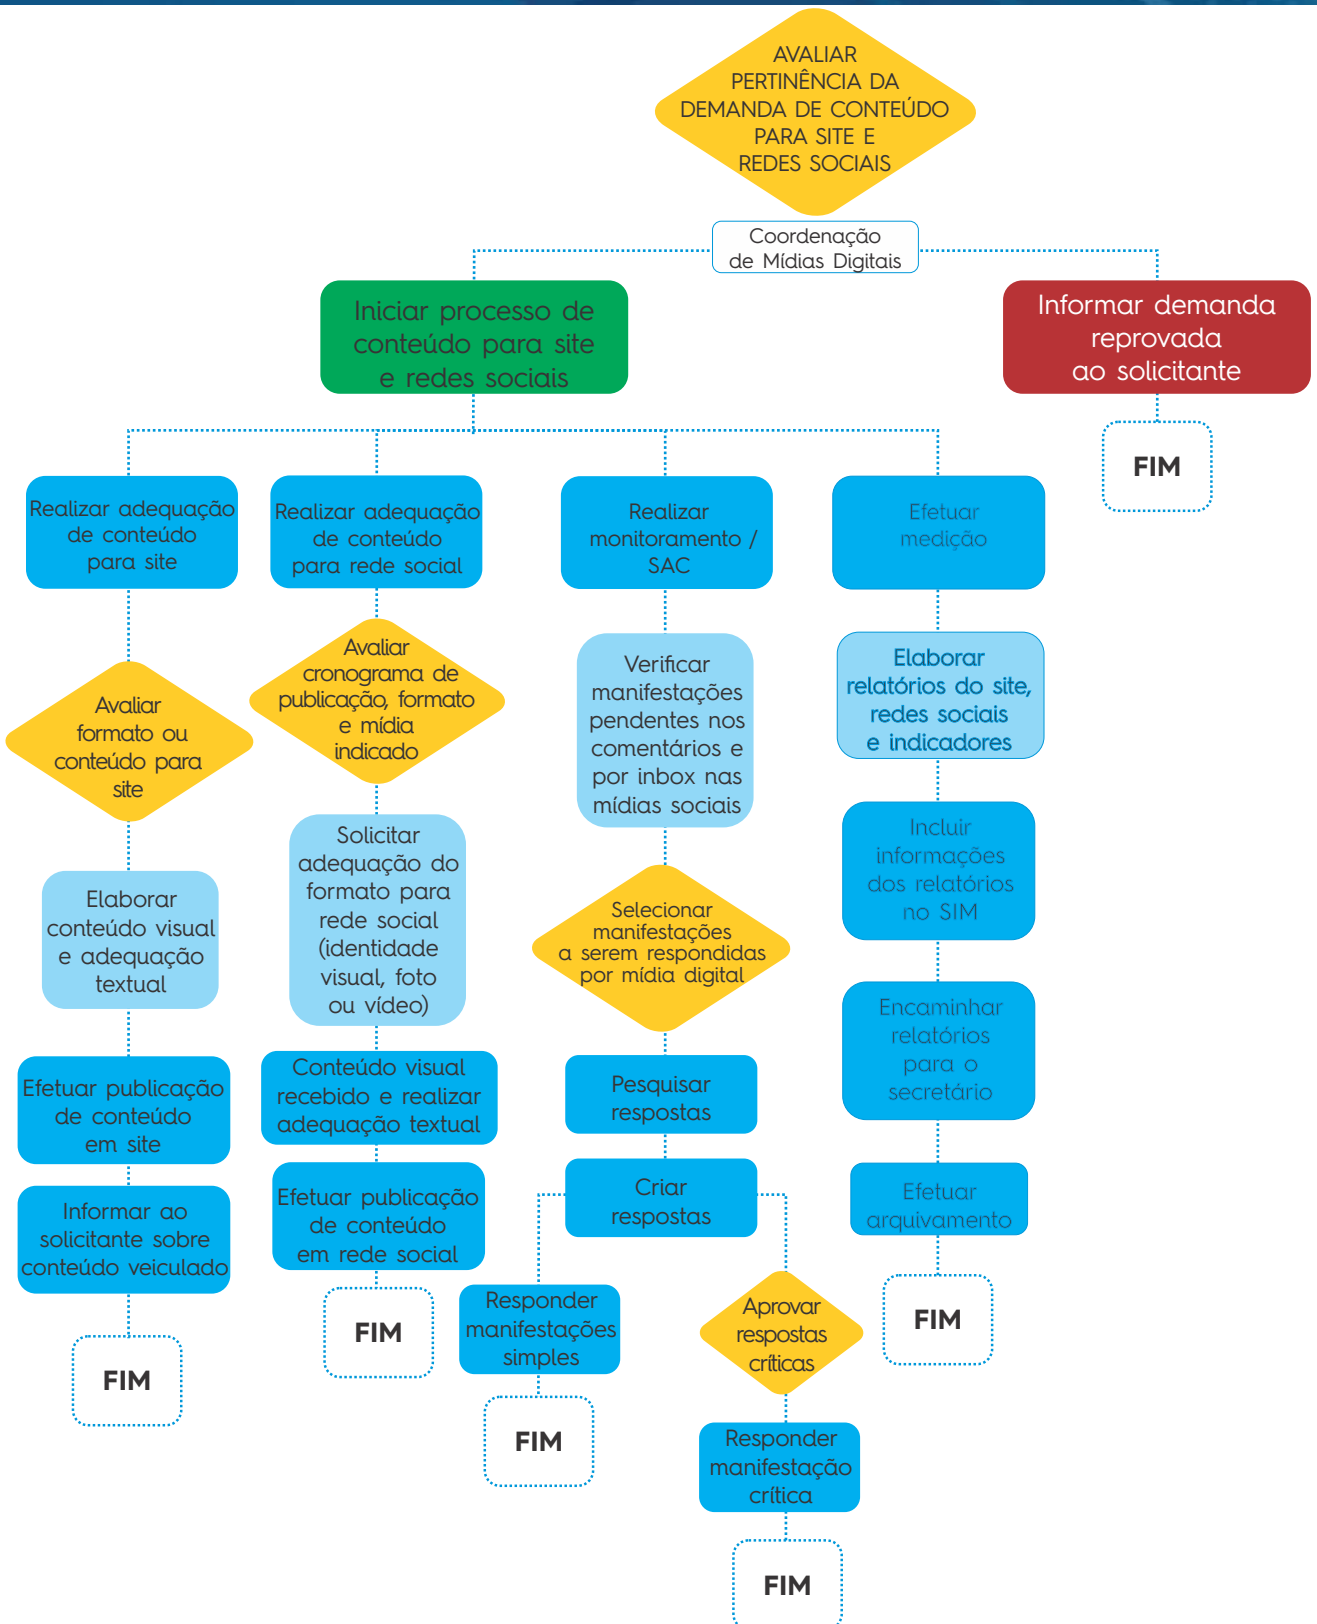 AVALIAR
PERTINÊNCIA DA
DEMANDA DE CONTEÚDO
PARA SITE E
REDES SOCIAIS
Coordenação
de Mídias Digitais
Iniciar processo de
conteúdo para site
e redes sociais
Informar demanda
reprovada
ao solicitante
FIM
Realizar adequação
de conteúdo
para site
Avaliar
formato ou
conteúdo para
site
Elaborar
conteúdo visual
e adequação
textual
Efetuar publicação
de conteúdo
em site
Informar ao
solicitante sobre
conteúdo veiculado
FIM
Realizar adequação
de conteúdo
para rede social
Avaliar
cronograma de
publicação, formato
e mídia
indicado
Solicitar
adequação do
formato para
rede social
(identidade
visual, foto
ou vídeo)
Conteúdo visual
recebido e realizar
adequação textual
Efetuar publicação
de conteúdo
em rede social
FIM
Realizar
monitoramento /
SAC
Verificar
manifestações
pendentes nos
comentários e
por inbox nas
mídias sociais
Selecionar
manifestações
a serem respondidas
por mídia digital
Pesquisar
respostas
Criar
respostas
Responder
manifestações
simples
FIM
Aprovar
respostas
críticas
Responder
manifestação
crítica
FIM
Efetuar
medição
Elaborar
relatórios do site,
redes sociais
e indicadores
Incluir
informações
dos relatórios
no SIM
Encaminhar
relatórios
para o
secretário
Efetuar
arquivamento
FIM